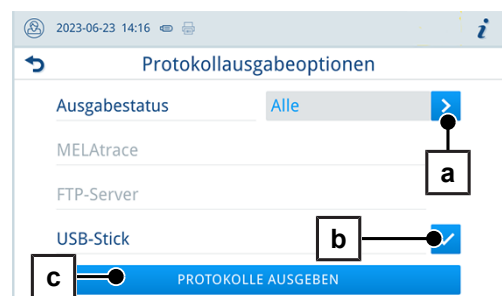 2023-06-23 14:16
i
Protokollausgabeoptionen
Ausgabestatus Alle
a
MELAtrace
FTP-Server
USB-Stick
b
c
PROTOKOLLE AUSGEBEN